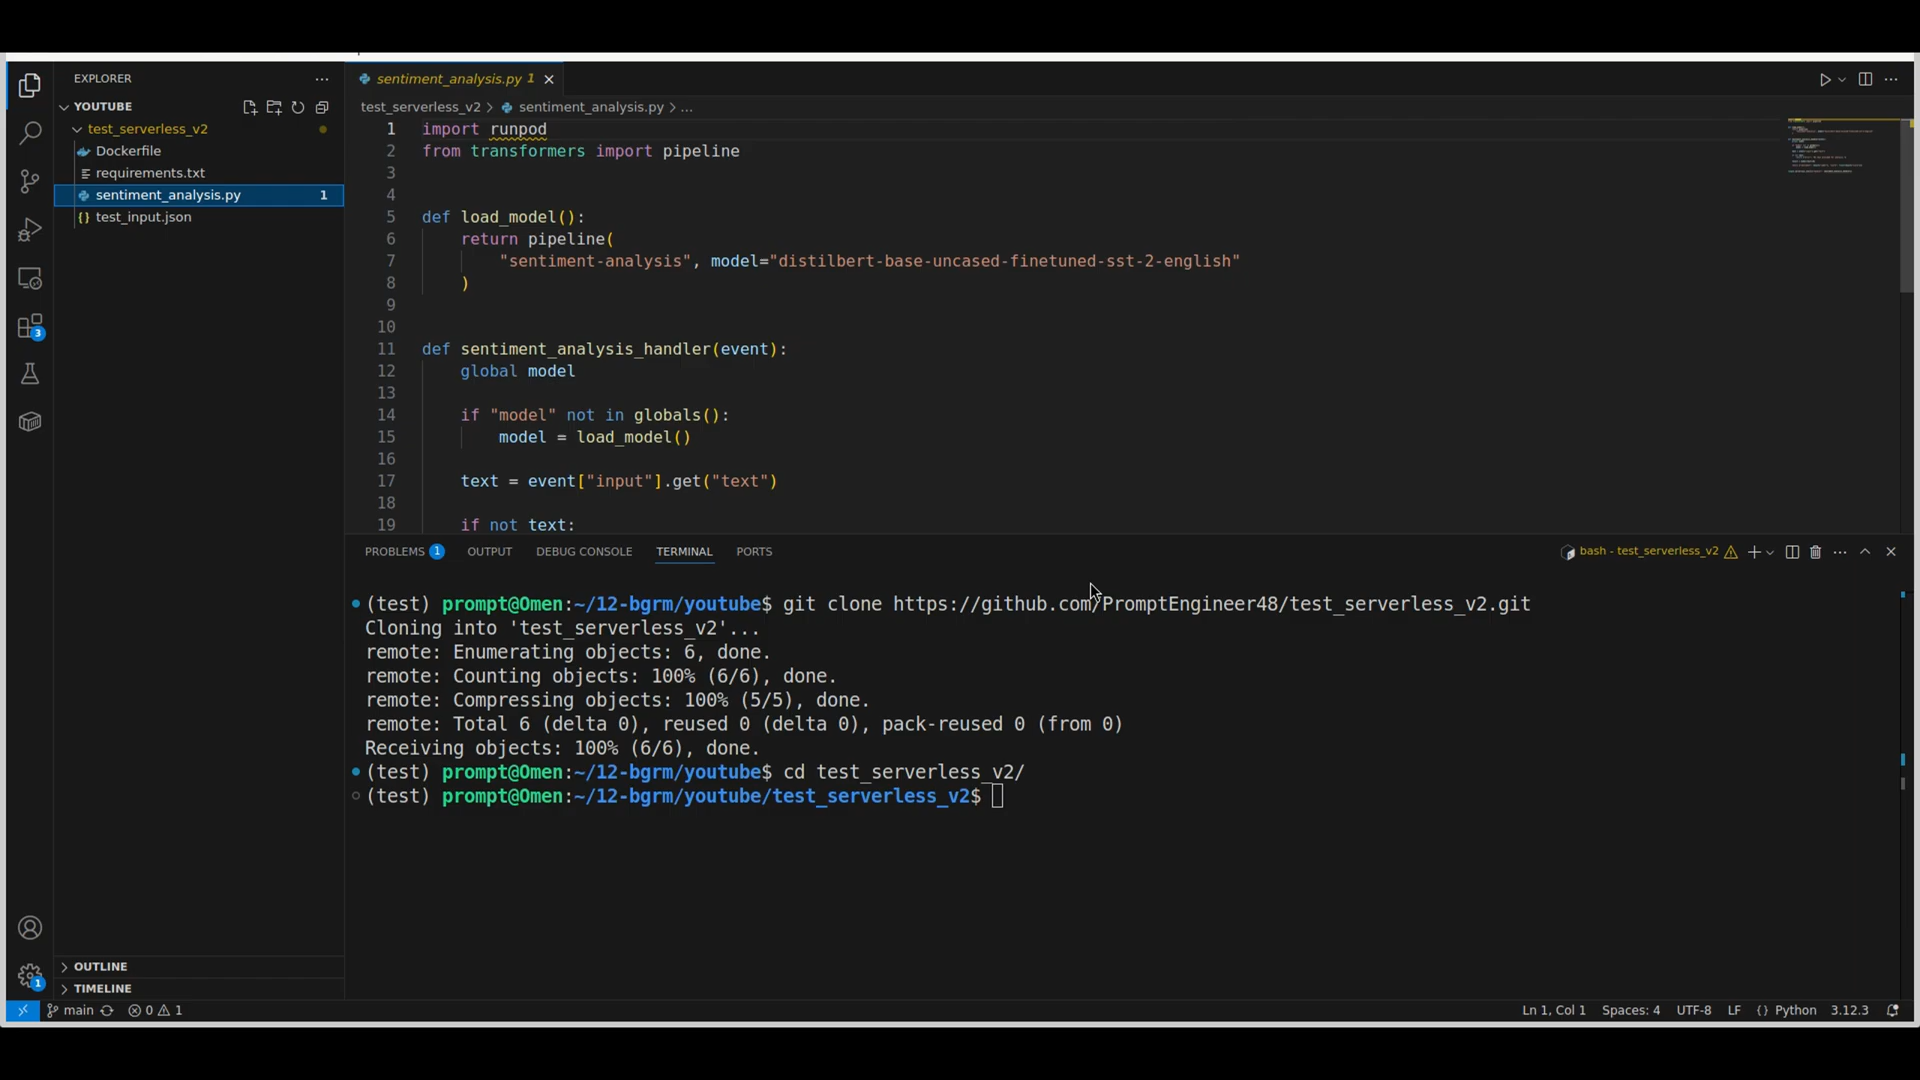 EXPLORER
YOUTUBE
test_serverless_v2
Dockerfile
requirements.txt
sentiment_analysis.py 1
test_input.json
3
1
OUTLINE
TIMELINE
sentiment_analysis.py 1
test_serverless_v2 > sentiment_analysis.py > ...
1 import runpod
2 from transformers import pipeline
3
4
5 def load_model():
6 return pipeline(
7 "sentiment-analysis", model="distilbert-base-uncased-finetuned-sst-2-english"
8 )
9
10
11 def sentiment_analysis_handler(event):
12 global model
13
14 if "model" not in globals():
15 model = load_model()
16
17 text = event["input"].get("text")
18
19 if not text:
PROBLEMS 1 OUTPUT DEBUG CONSOLE TERMINAL PORTS
bash - test_serverless_v2
(test) prompt@Omen:~/12-bgrm/youtube$ git clone https://github.com/PromptEngineer48/test_serverless_v2.git
Cloning into 'test_serverless_v2'...
remote: Enumerating objects: 6, done.
remote: Counting objects: 100% (6/6), done.
remote: Compressing objects: 100% (5/5), done.
remote: Total 6 (delta 0), reused 0 (delta 0), pack-reused 0 (from 0)
Receiving objects: 100% (6/6), done.
(test) prompt@Omen:~/12-bgrm/youtube$ cd test_serverless_v2/
(test) prompt@Omen:~/12-bgrm/youtube/test_serverless_v2$
main 0 1 Ln 1, Col 1 Spaces: 4 UTF-8 LF {} Python 3.12.3